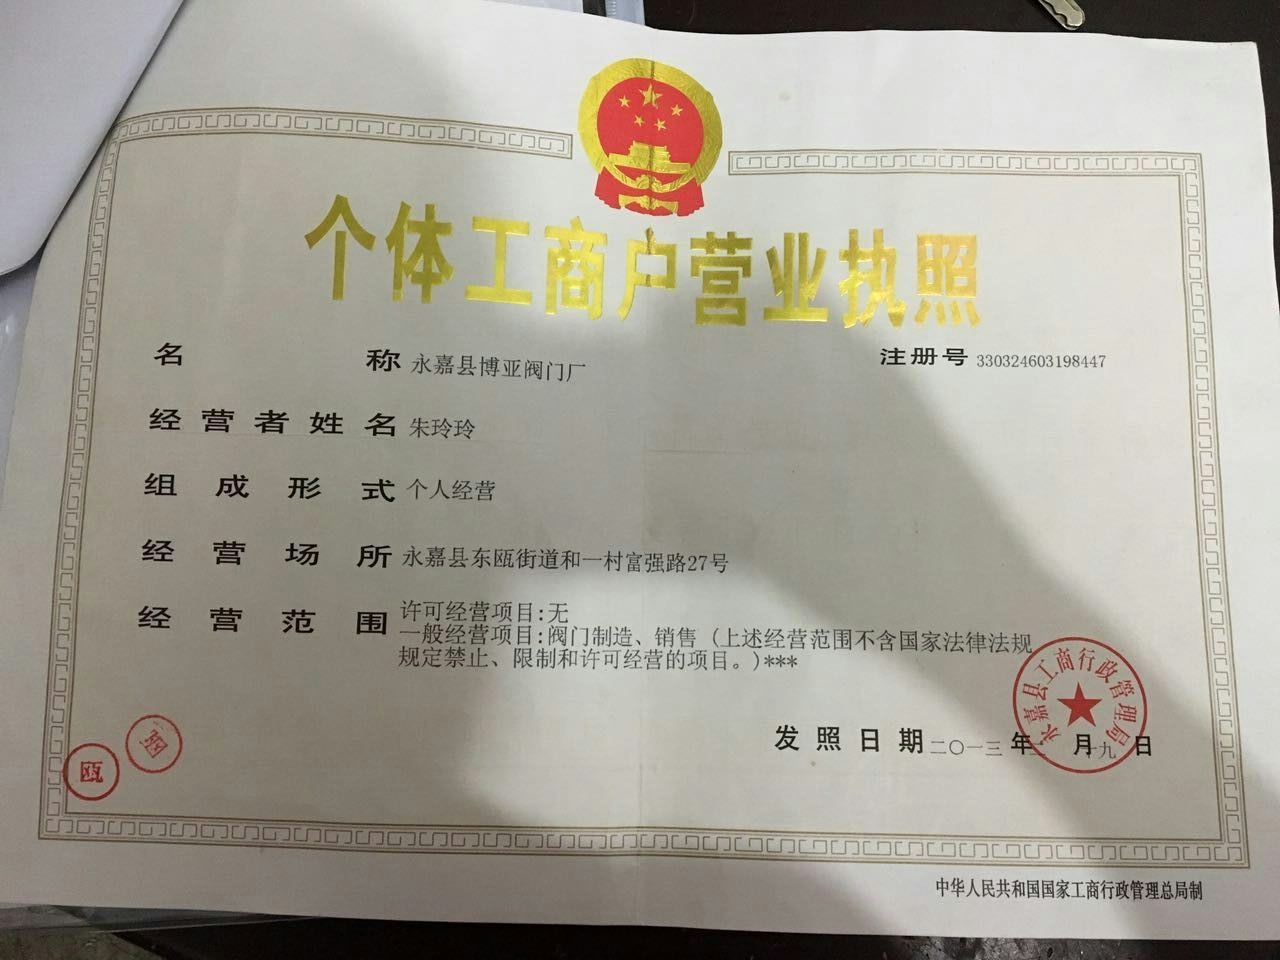 个体工商户营业执照
名称 永嘉县博亚阀门厂 注册号 330324603198447
经营者姓名 朱玲玲
组成形式 个人经营
经营场所 永嘉县东瓯街道和一村富强路27号
经营范围 许可经营项目:无
一般经营项目:阀门制造、销售(上述经营范围不含国家法律法规
规定禁止、限制和许可经营的项目。)***
永嘉县工商行政管理局
发照日期 二〇一三 年 月 十九 日
瓯
瓯
中华人民共和国国家工商行政管理总局制